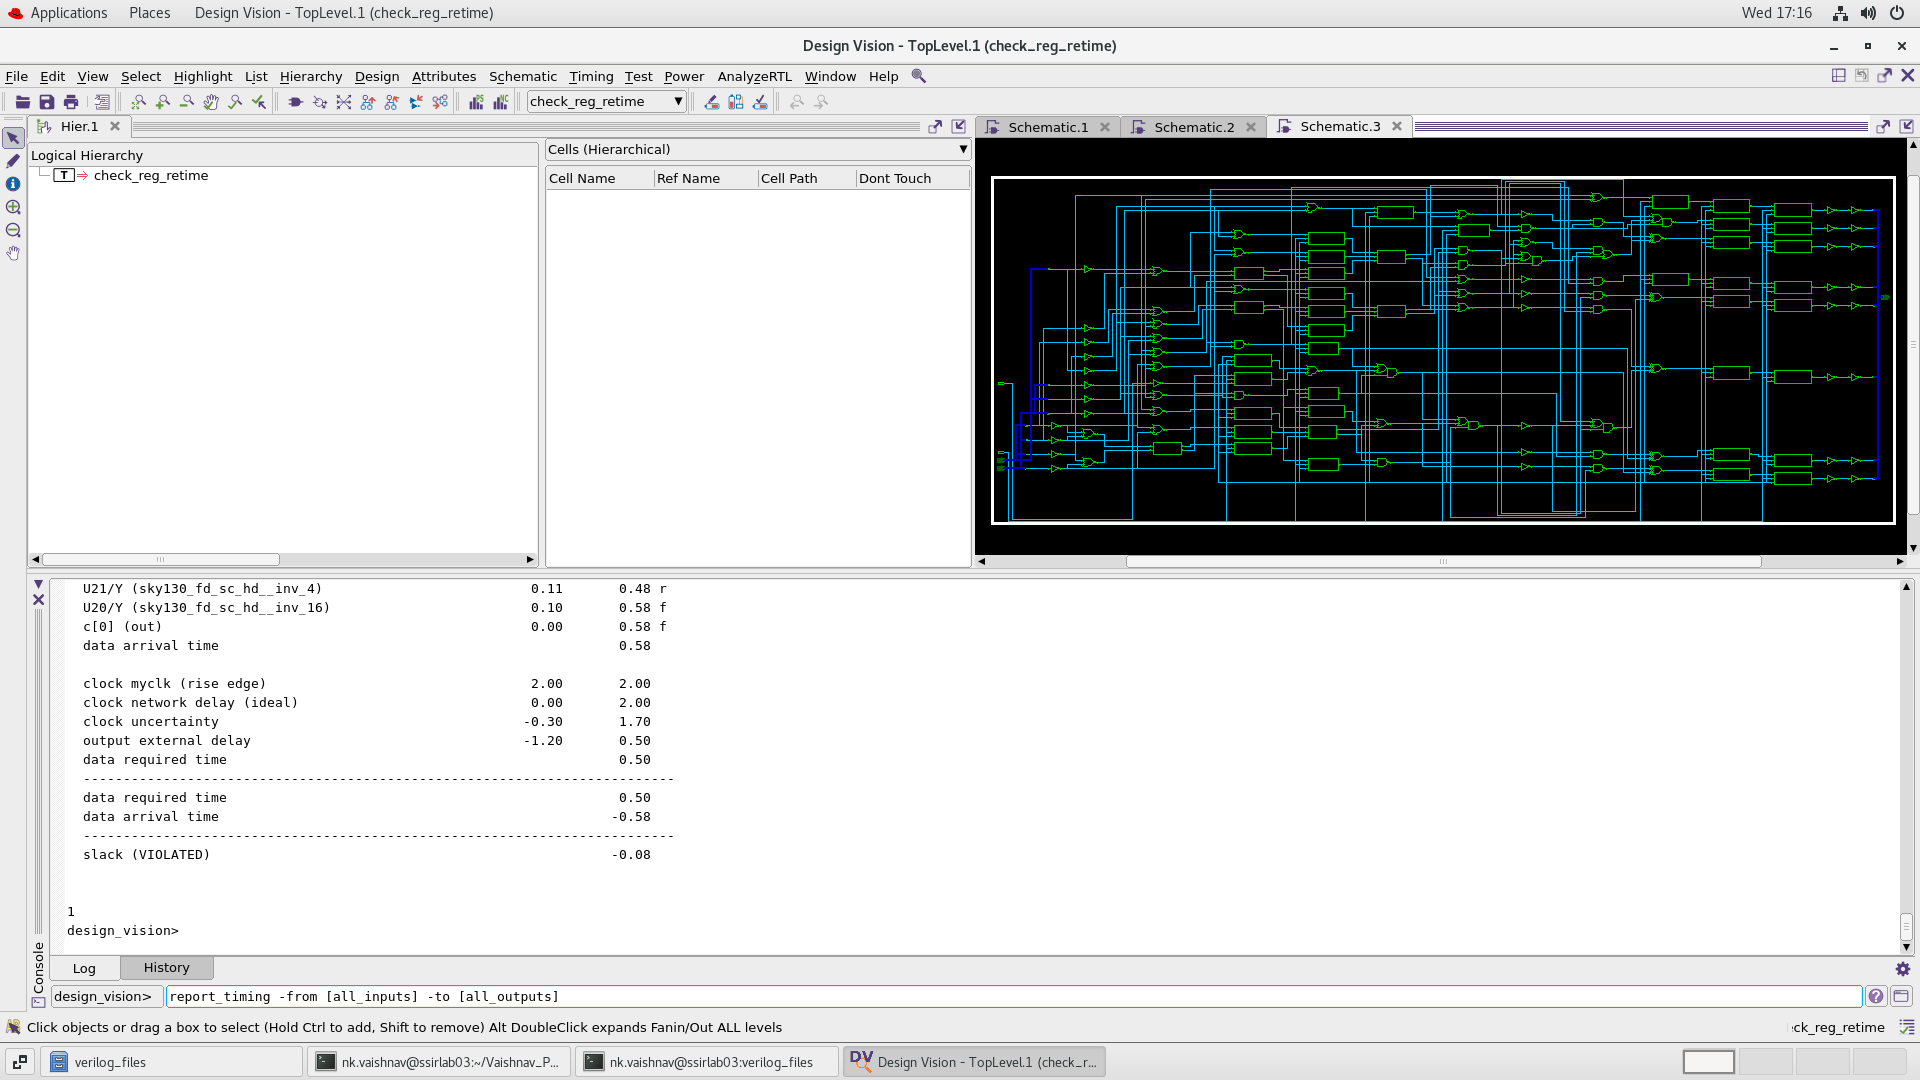 Applications Places Design Vision - TopLevel.1 (check_reg_retime) Wed 17:16
Design Vision - TopLevel.1 (check_reg_retime)
File Edit View Select Highlight List Hierarchy Design Attributes Schematic Timing Test Power AnalyzeRTL Window Help
check_reg_retime
Hier.1
Logical Hierarchy
T check_reg_retime
Cells (Hierarchical)
Cell Name Ref Name Cell Path Dont Touch
Schematic.1 Schematic.2 Schematic.3
U21/Y (sky130_fd_sc_hd__inv_4) 0.11 0.48 r
U20/Y (sky130_fd_sc_hd__inv_16) 0.10 0.58 f
c[0] (out) 0.00 0.58 f
data arrival time 0.58
clock myclk (rise edge) 2.00 2.00
clock network delay (ideal) 0.00 2.00
clock uncertainty -0.30 1.70
output external delay -1.20 0.50
data required time 0.50
--------------------------------------------------------------------------
data required time 0.50
data arrival time -0.58
--------------------------------------------------------------------------
slack (VIOLATED) -0.08
1
design_vision>
Console
Log History
design_vision> report_timing -from [all_inputs] -to [all_outputs]
Click objects or drag a box to select (Hold Ctrl to add, Shift to remove) Alt DoubleClick expands Fanin/Out ALL levels ck_reg_retime
verilog_files nk.vaishnav@ssirlab03:~/Vaishnav_P... nk.vaishnav@ssirlab03:verilog_files Design Vision - TopLevel.1 (check_r...